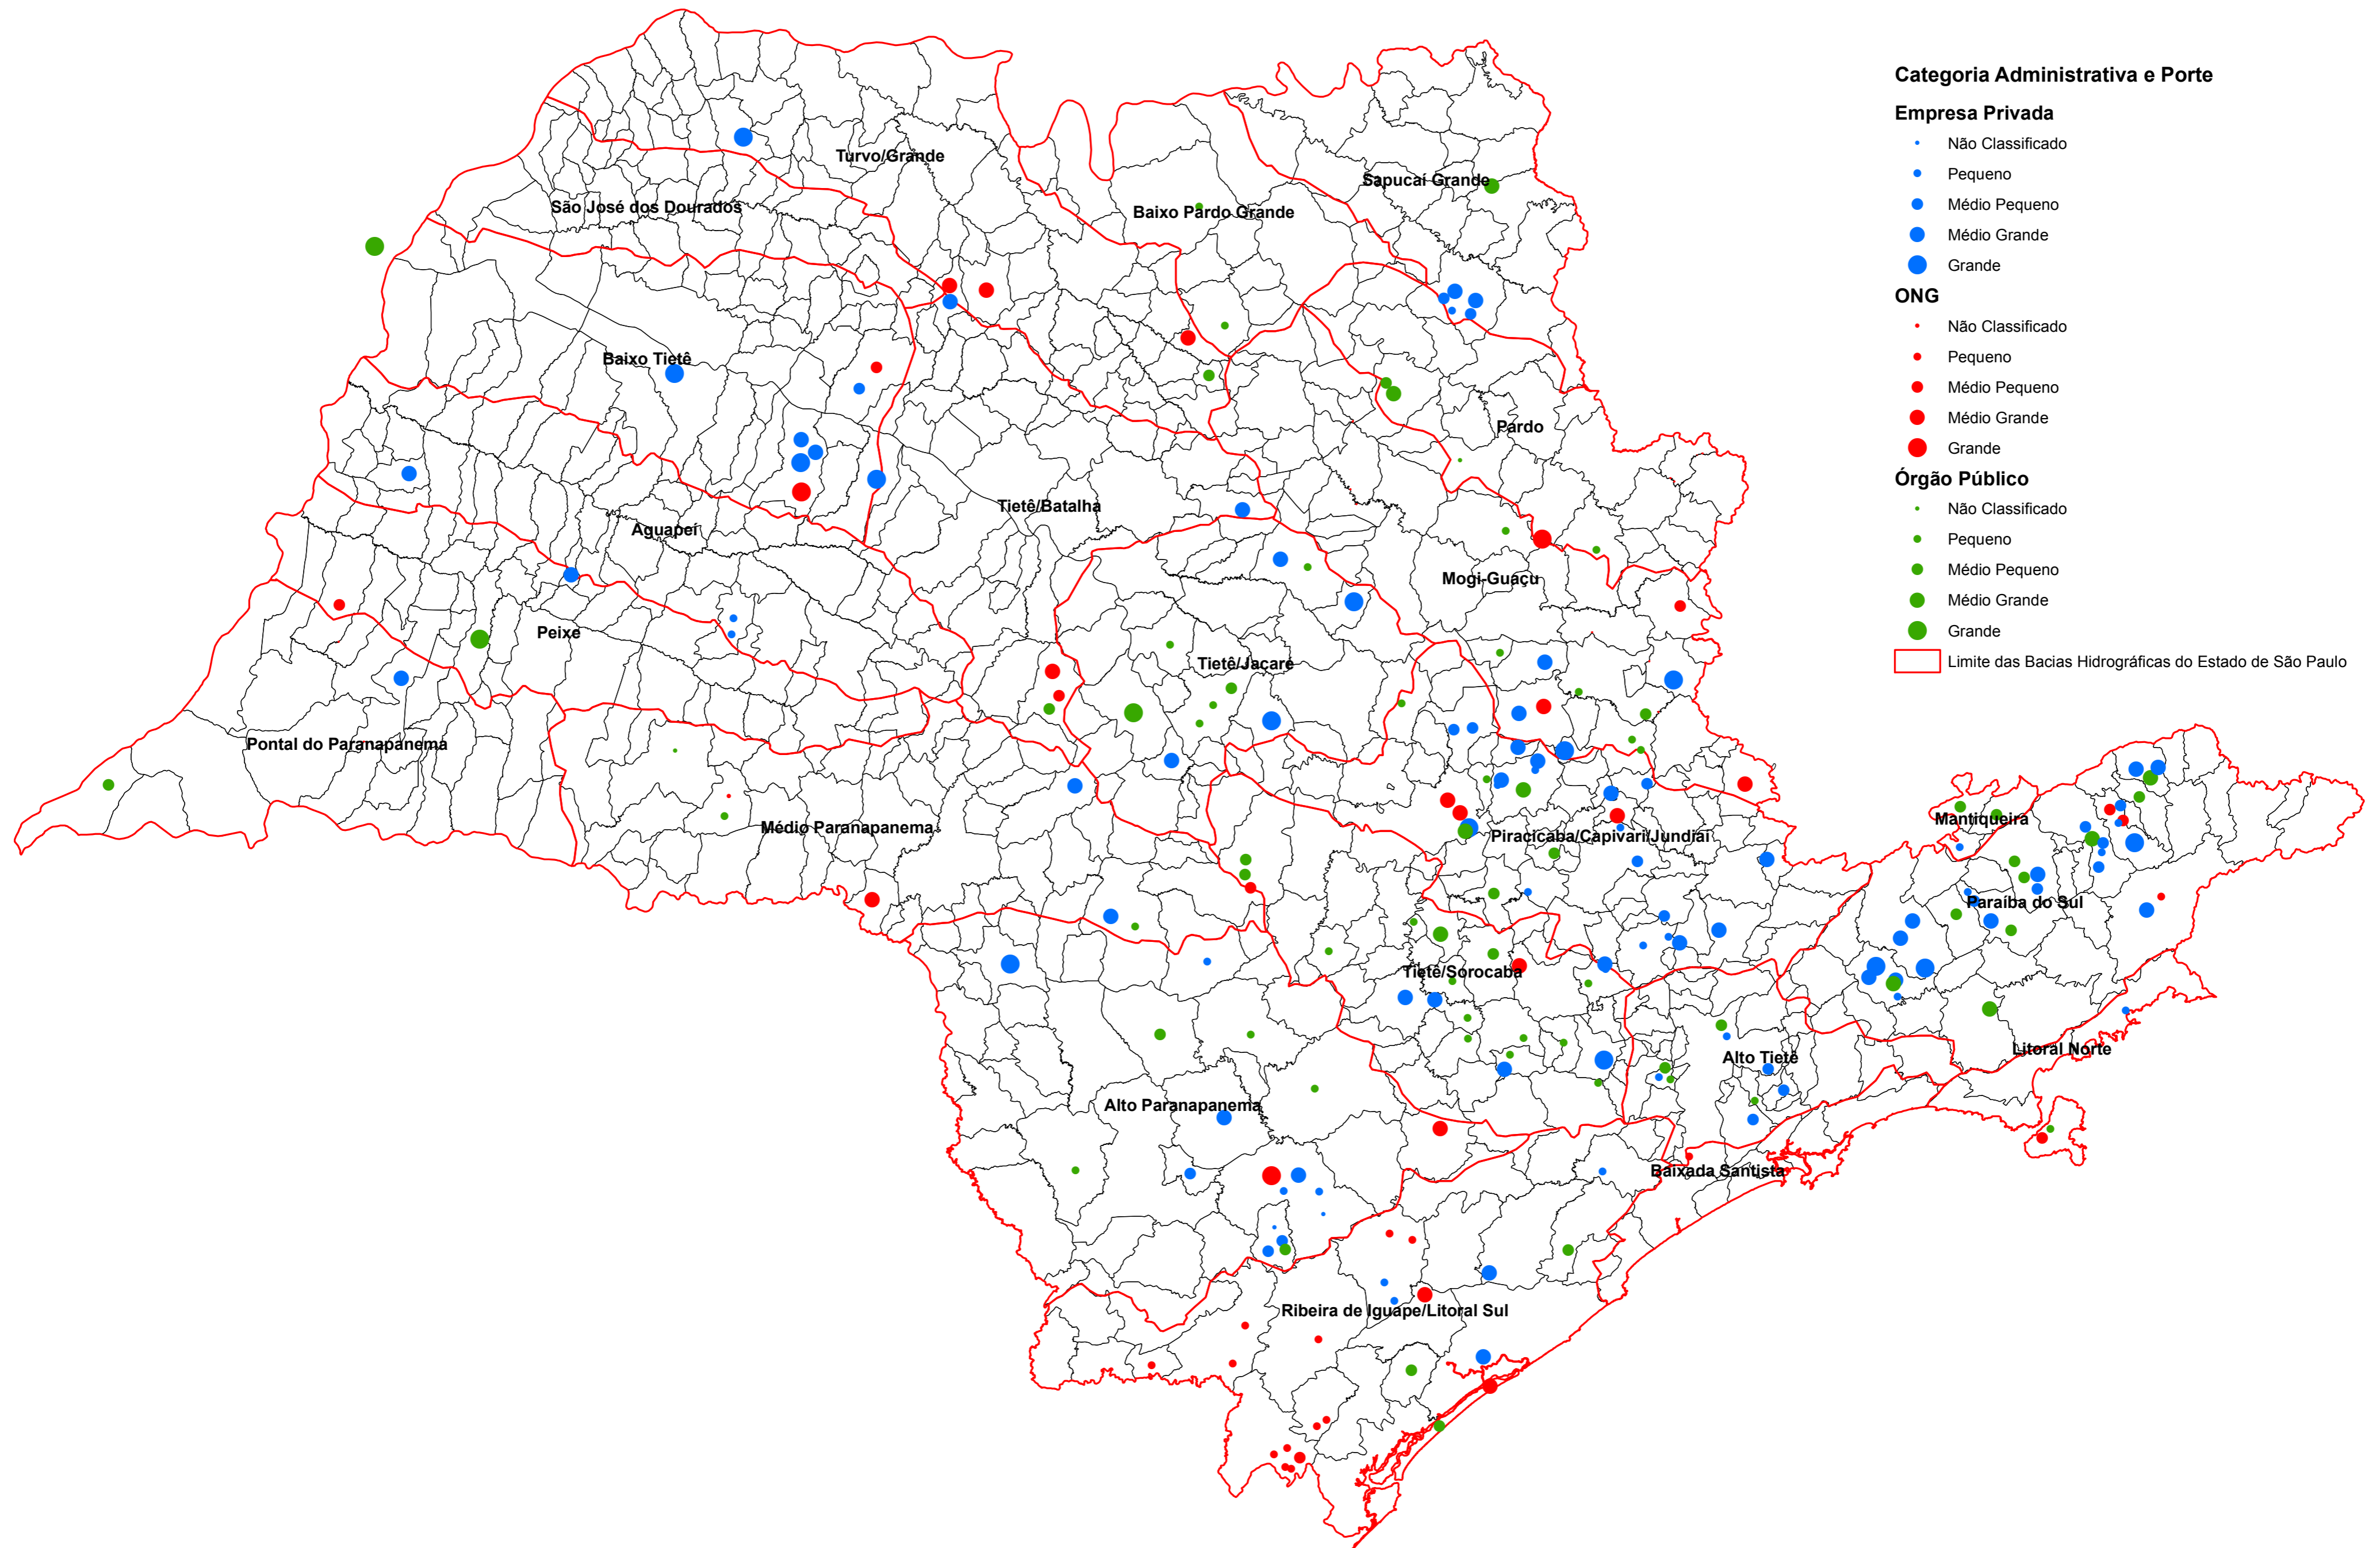 Categoria Administrativa e Porte
Empresa Privada
Não Classificado
Pequeno
Médio Pequeno
Médio Grande
Grande
ONG
Não Classificado
Pequeno
Médio Pequeno
Médio Grande
Grande
Órgão Público
Não Classificado
Pequeno
Médio Pequeno
Médio Grande
Grande
Limite das Bacias Hidrográficas do Estado de São Paulo
Turvo/Grande
Sapucaí Grande
São José dos Dourados
Baixo Pardo Grande
Baixo Tietê
Pardo
Tietê/Batalha
Aguapeí
Mogi-Guaçu
Peixe
Tietê/Jacaré
Pontal do Paranapanema
Médio Paranapanema
Piracicaba/Capivari/Jundiaí
Mantiqueira
Paraíba do Sul
Tietê/Sorocaba
Litoral Norte
Alto Tietê
Alto Paranapanema
Baixada Santista
Ribeira de Iguape/Litoral Sul